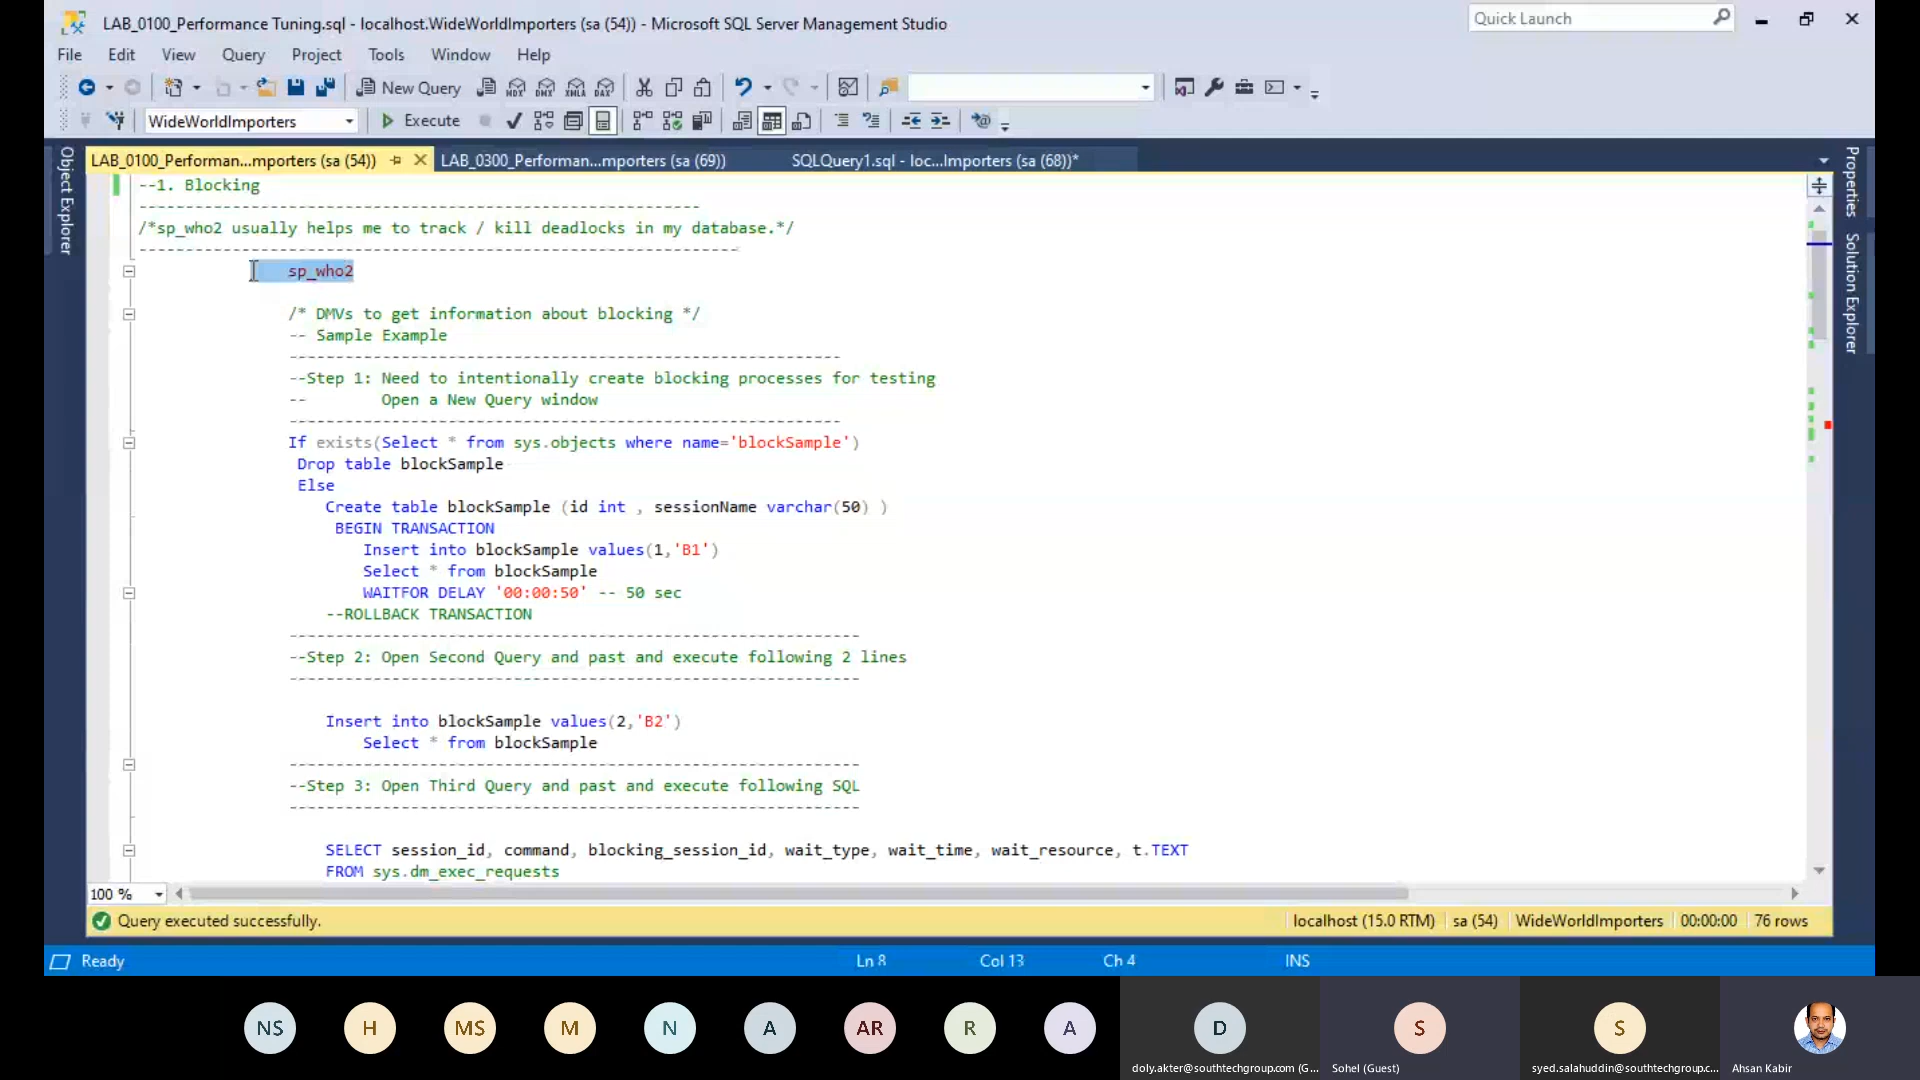 LAB_0100_Performance Tuning.sql - localhost.WideWorldImporters (sa (54)) - Microsoft SQL Server Management Studio
Quick Launch
File Edit View Query Project Tools Window Help
New Query
WideWorldImporters
Execute
Object Explorer
LAB_0100_Performan...mporters (sa (54))
LAB_0300_Performan...mporters (sa (69))
SQLQuery1.sql - loc...Importers (sa (68))*
Properties
Solution Explorer
--1. Blocking
-----------------------------------------------------------
/*sp_who2 usually helps me to track / kill deadlocks in my database.*/
---------------------------------------------------------------
sp_who2
/* DMVs to get information about blocking */
-- Sample Example
----------------------------------------------------------
--Step 1: Need to intentionally create blocking processes for testing
-- Open a New Query window
----------------------------------------------------------
If exists(Select * from sys.objects where name='blockSample')
Drop table blockSample
Else
Create table blockSample (id int , sessionName varchar(50) )
BEGIN TRANSACTION
Insert into blockSample values(1,'B1')
Select * from blockSample
WAITFOR DELAY '00:00:50' -- 50 sec
--ROLLBACK TRANSACTION
------------------------------------------------------------
--Step 2: Open Second Query and past and execute following 2 lines
------------------------------------------------------------
Insert into blockSample values(2,'B2')
Select * from blockSample
------------------------------------------------------------
--Step 3: Open Third Query and past and execute following SQL
------------------------------------------------------------
SELECT session_id, command, blocking_session_id, wait_type, wait_time, wait_resource, t.TEXT
FROM sys.dm_exec_requests
100 %
Query executed successfully.
localhost (15.0 RTM) sa (54) WideWorldImporters 00:00:00 76 rows
Ready Ln 8 Col 13 Ch 4 INS
NS H MS M N A AR R A D S S
doly.akter@southtechgroup.com (G... Sohel (Guest) syed.salahuddin@southtechgroup.c... Ahsan Kabir